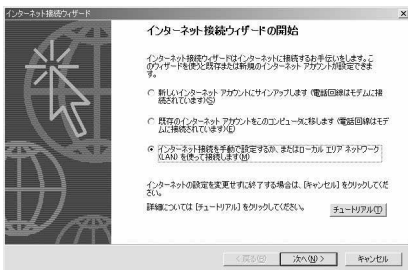 インターネット接続ウィザード
インターネット接続ウィザードの開始
インターネット接続ウィザードはインターネットに接続するお手伝いをします。こ
のウィザードを使うと既存または新規のインターネット アカウントが設定できま
す。
新しいインターネット アカウントにサインアップします (電話回線はモデムに接
続されています)(S)
既存のインターネット アカウントをこのコンピュータに移します (電話回線はモデ
ムに接続されています)(E)
インターネット接続を手動で設定するか、またはローカル エリア ネットワーク
(LAN) を使って接続します(M)
インターネットの設定を変更せずに終了する場合は、[キャンセル] をクリックしてくだ
さい。
詳細については [チュートリアル] をクリックしてください。
チュートリアル(T)
< 戻る(B)
次へ(N) >
キャンセル